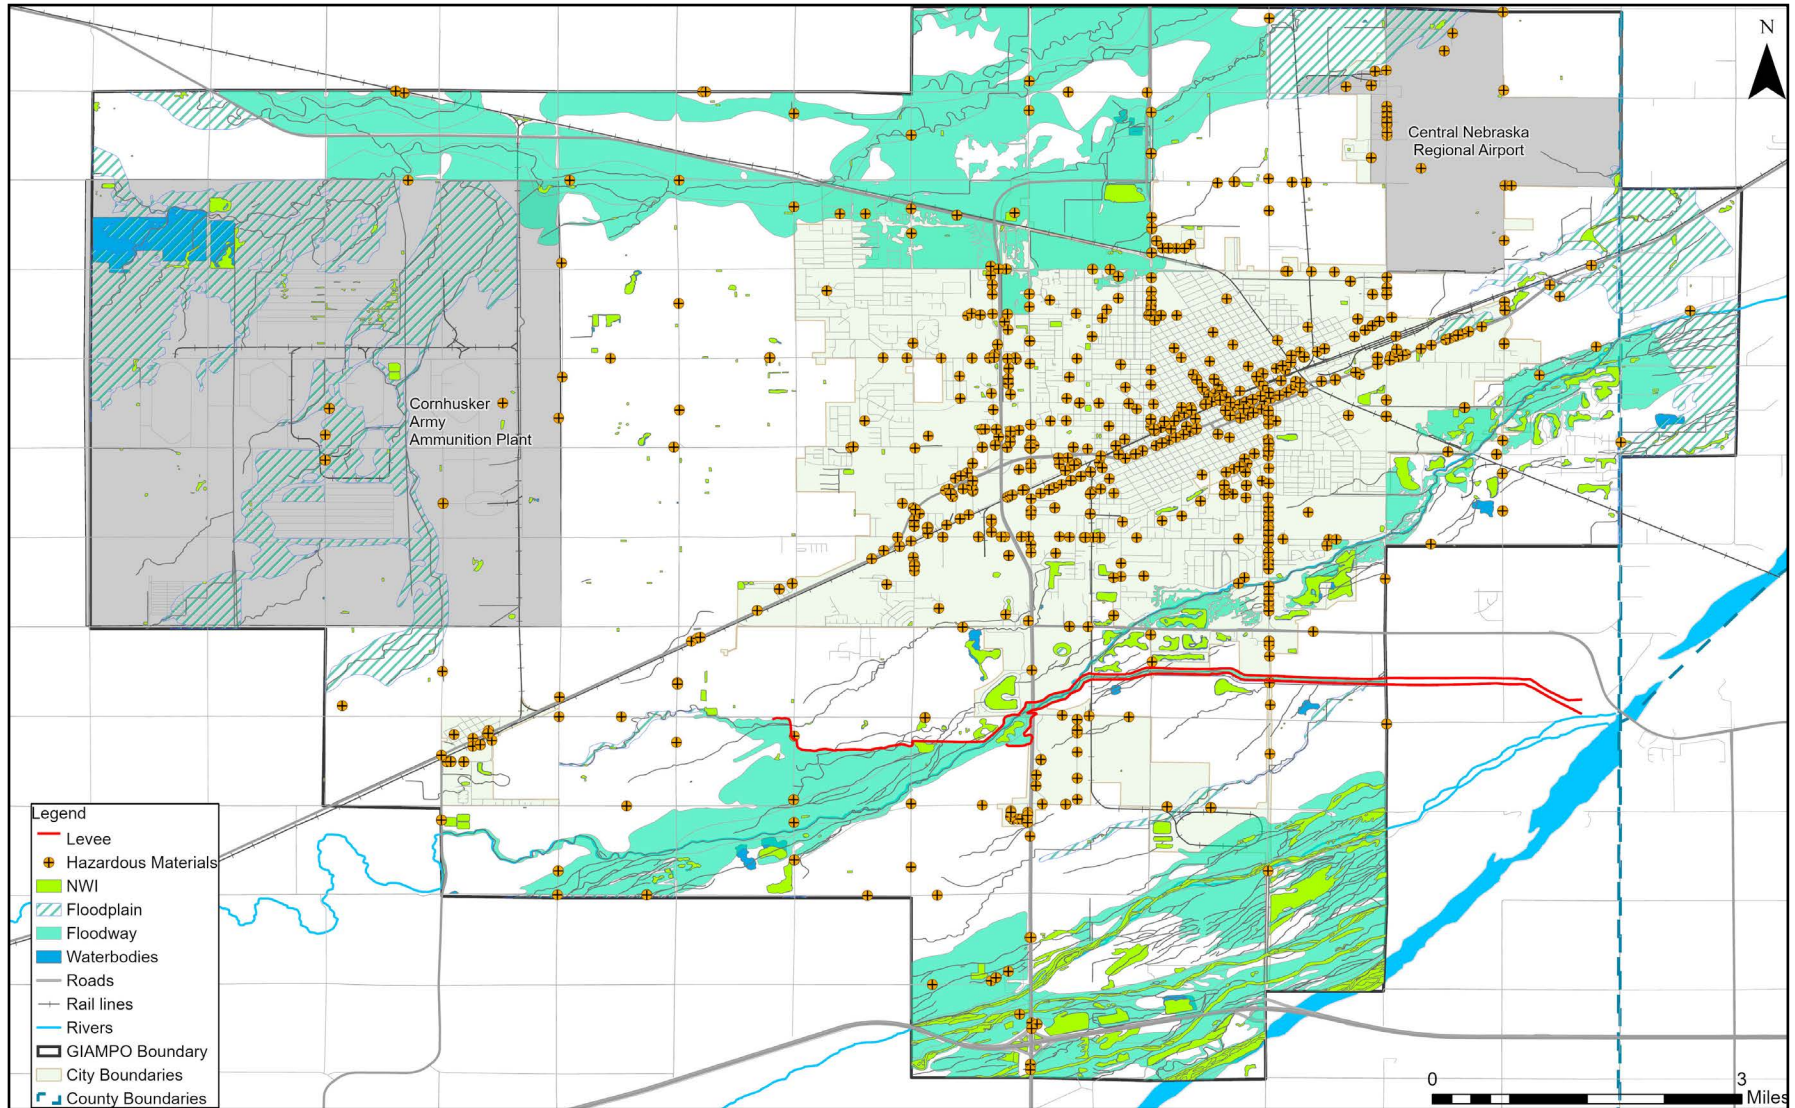 N
Central Nebraska
Regional Airport
Cornhusker
Army
Ammunition Plant
Legend
Levee
Hazardous Materials
NWI
Floodplain
Floodway
Waterbodies
Roads
Rail lines
Rivers
GIAMPO Boundary
City Boundaries
County Boundaries
0 3
Miles